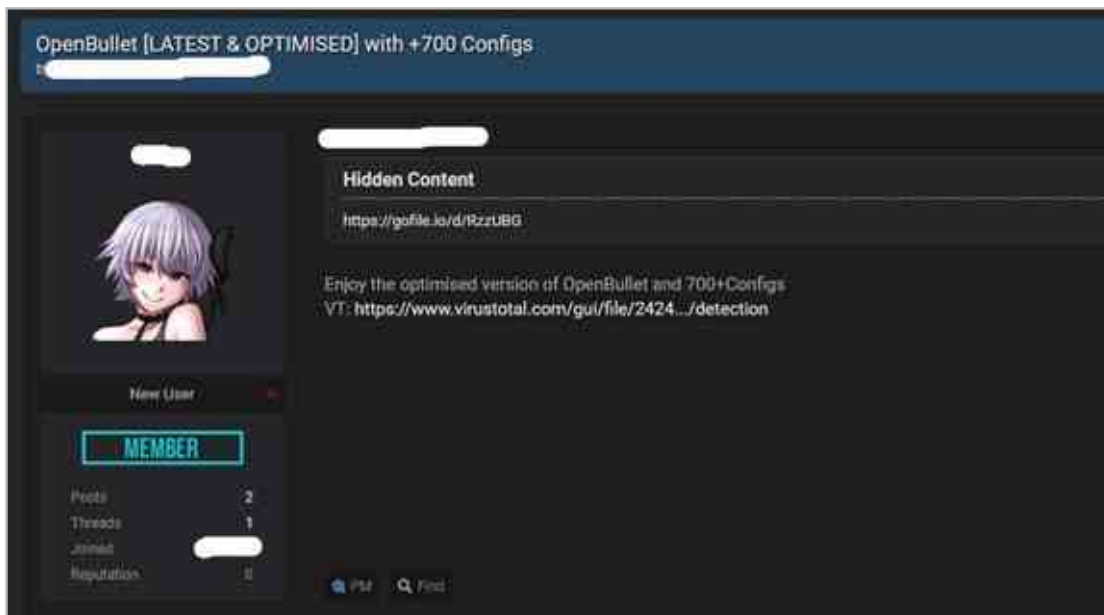 OpenBullet [LATEST & OPTIMISED] with +700 Configs
Hidden Content
https://gofile.io/d/RzzUBG
Enjoy the optimised version of OpenBullet and 700+Configs
VT: https://www.virustotal.com/gui/file/2424.../detection
New User
MEMBER
Posts 2
Threads 1
Joined
Reputation 0
PM Find